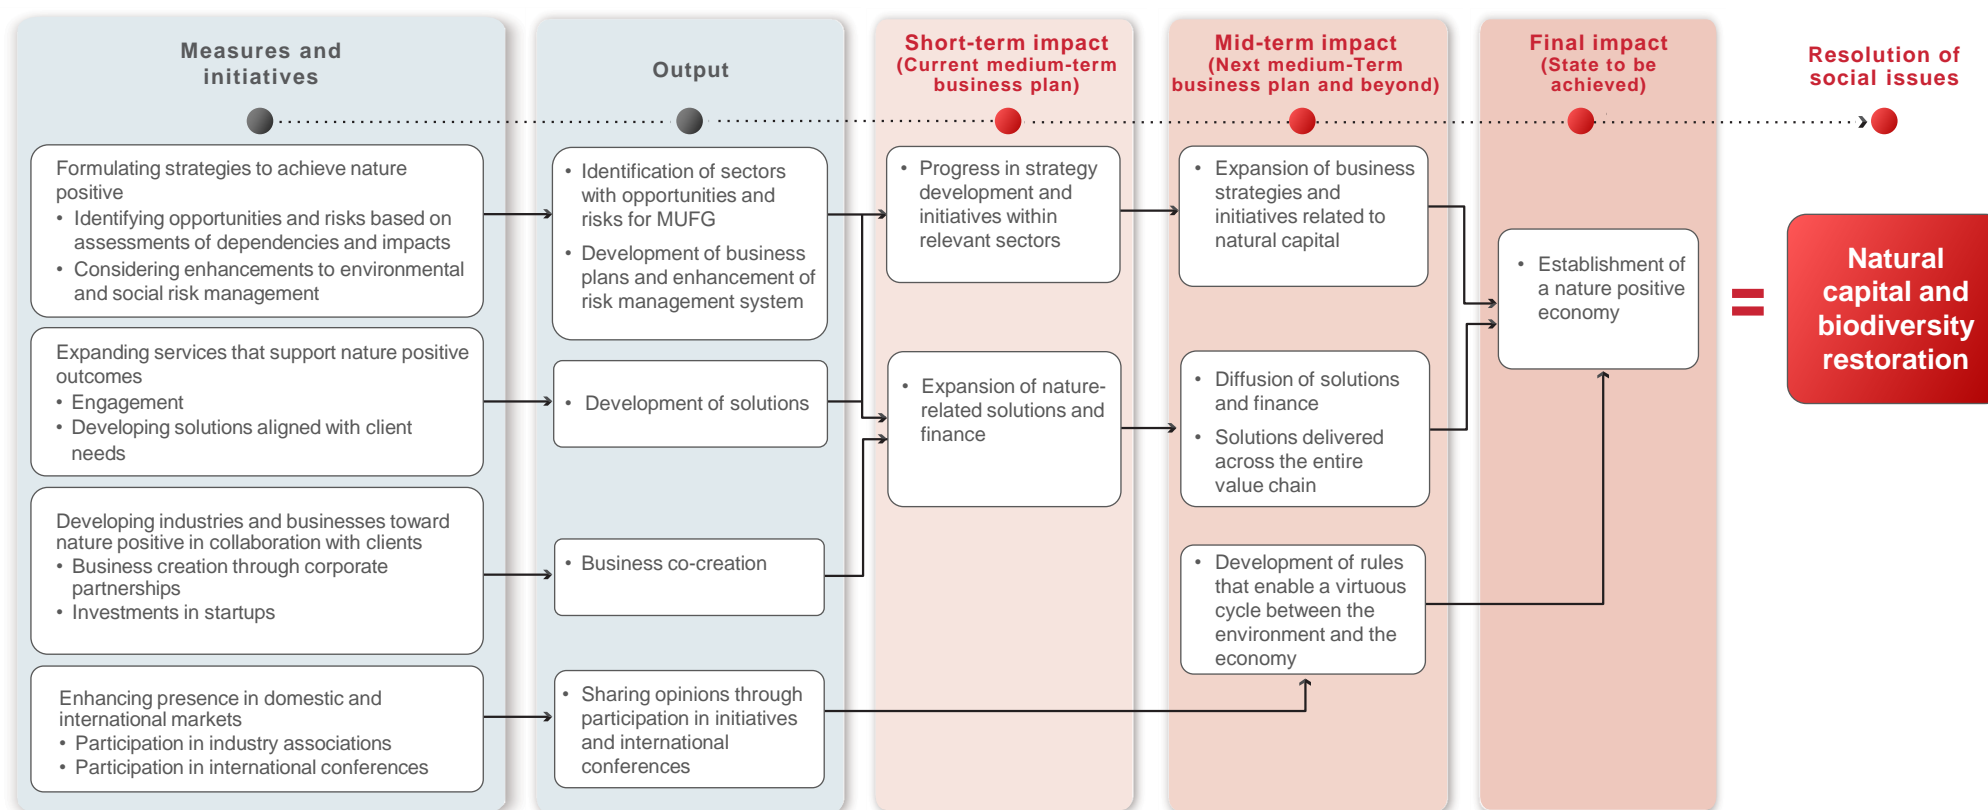 Measures and
initiatives
Output
Short-term impact
(Current medium-term
business plan)
Mid-term impact
(Next medium-Term
business plan and beyond)
Final impact
(State to be
achieved)
Resolution of
social issues
Formulating strategies to achieve nature
positive
• Identifying opportunities and risks based on
assessments of dependencies and impacts
• Considering enhancements to environmental
and social risk management
Expanding services that support nature positive
outcomes
• Engagement
• Developing solutions aligned with client
needs
Developing industries and businesses toward
nature positive in collaboration with clients
• Business creation through corporate
partnerships
• Investments in startups
Enhancing presence in domestic and
international markets
• Participation in industry associations
• Participation in international conferences
• Identification of sectors
with opportunities and
risks for MUFG
• Development of business
plans and enhancement of
risk management system
• Development of solutions
• Business co-creation
• Sharing opinions through
participation in initiatives
and international
conferences
• Progress in strategy
development and
initiatives within
relevant sectors
• Expansion of nature-
related solutions and
finance
• Expansion of business
strategies and
initiatives related to
natural capital
• Diffusion of solutions
and finance
• Solutions delivered
across the entire
value chain
• Development of rules
that enable a virtuous
cycle between the
environment and the
economy
• Establishment of
a nature positive
economy
=
Natural
capital and
biodiversity
restoration